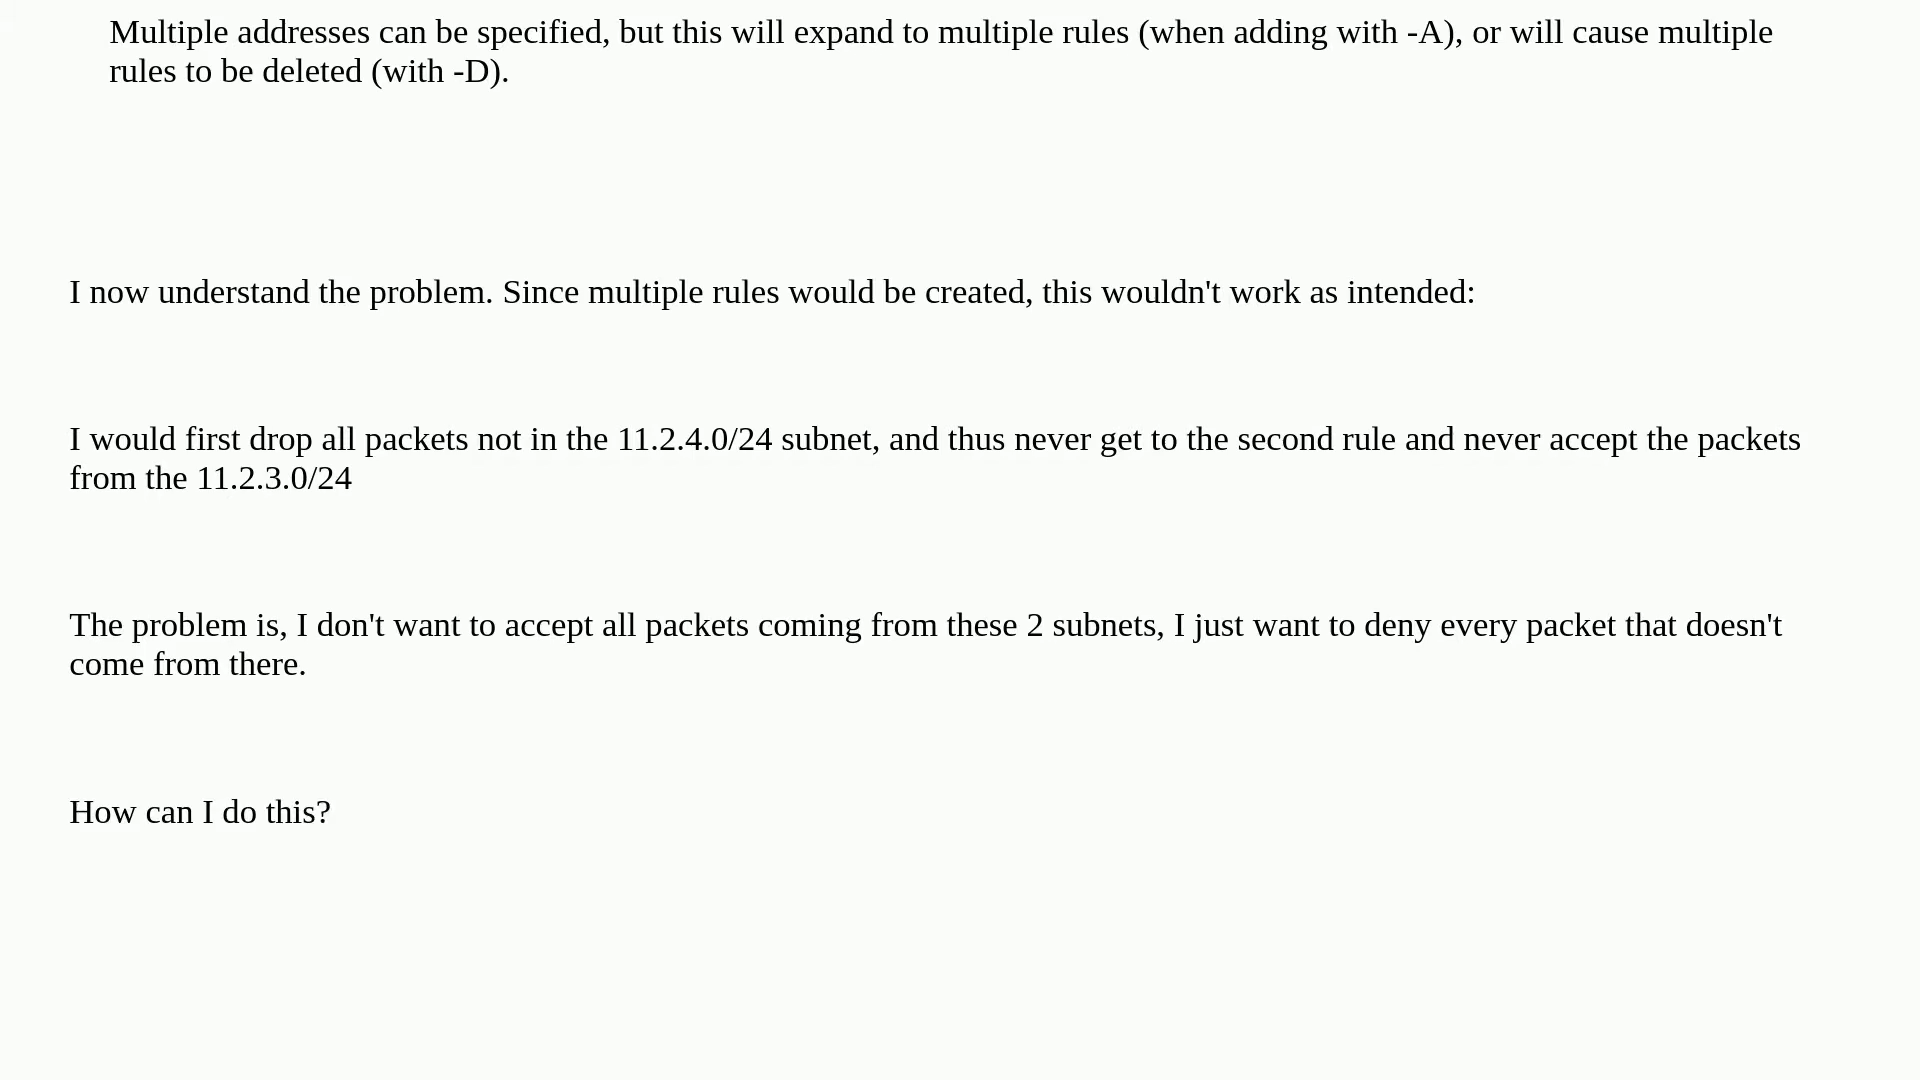 Multiple addresses can be specified, but this will expand to multiple rules (when adding with -A), or will cause multiple
rules to be deleted (with -D).
I now understand the problem. Since multiple rules would be created, this wouldn't work as intended:
I would first drop all packets not in the 11.2.4.0/24 subnet, and thus never get to the second rule and never accept the packets
from the 11.2.3.0/24
The problem is, I don't want to accept all packets coming from these 2 subnets, I just want to deny every packet that doesn't
come from there.
How can I do this?